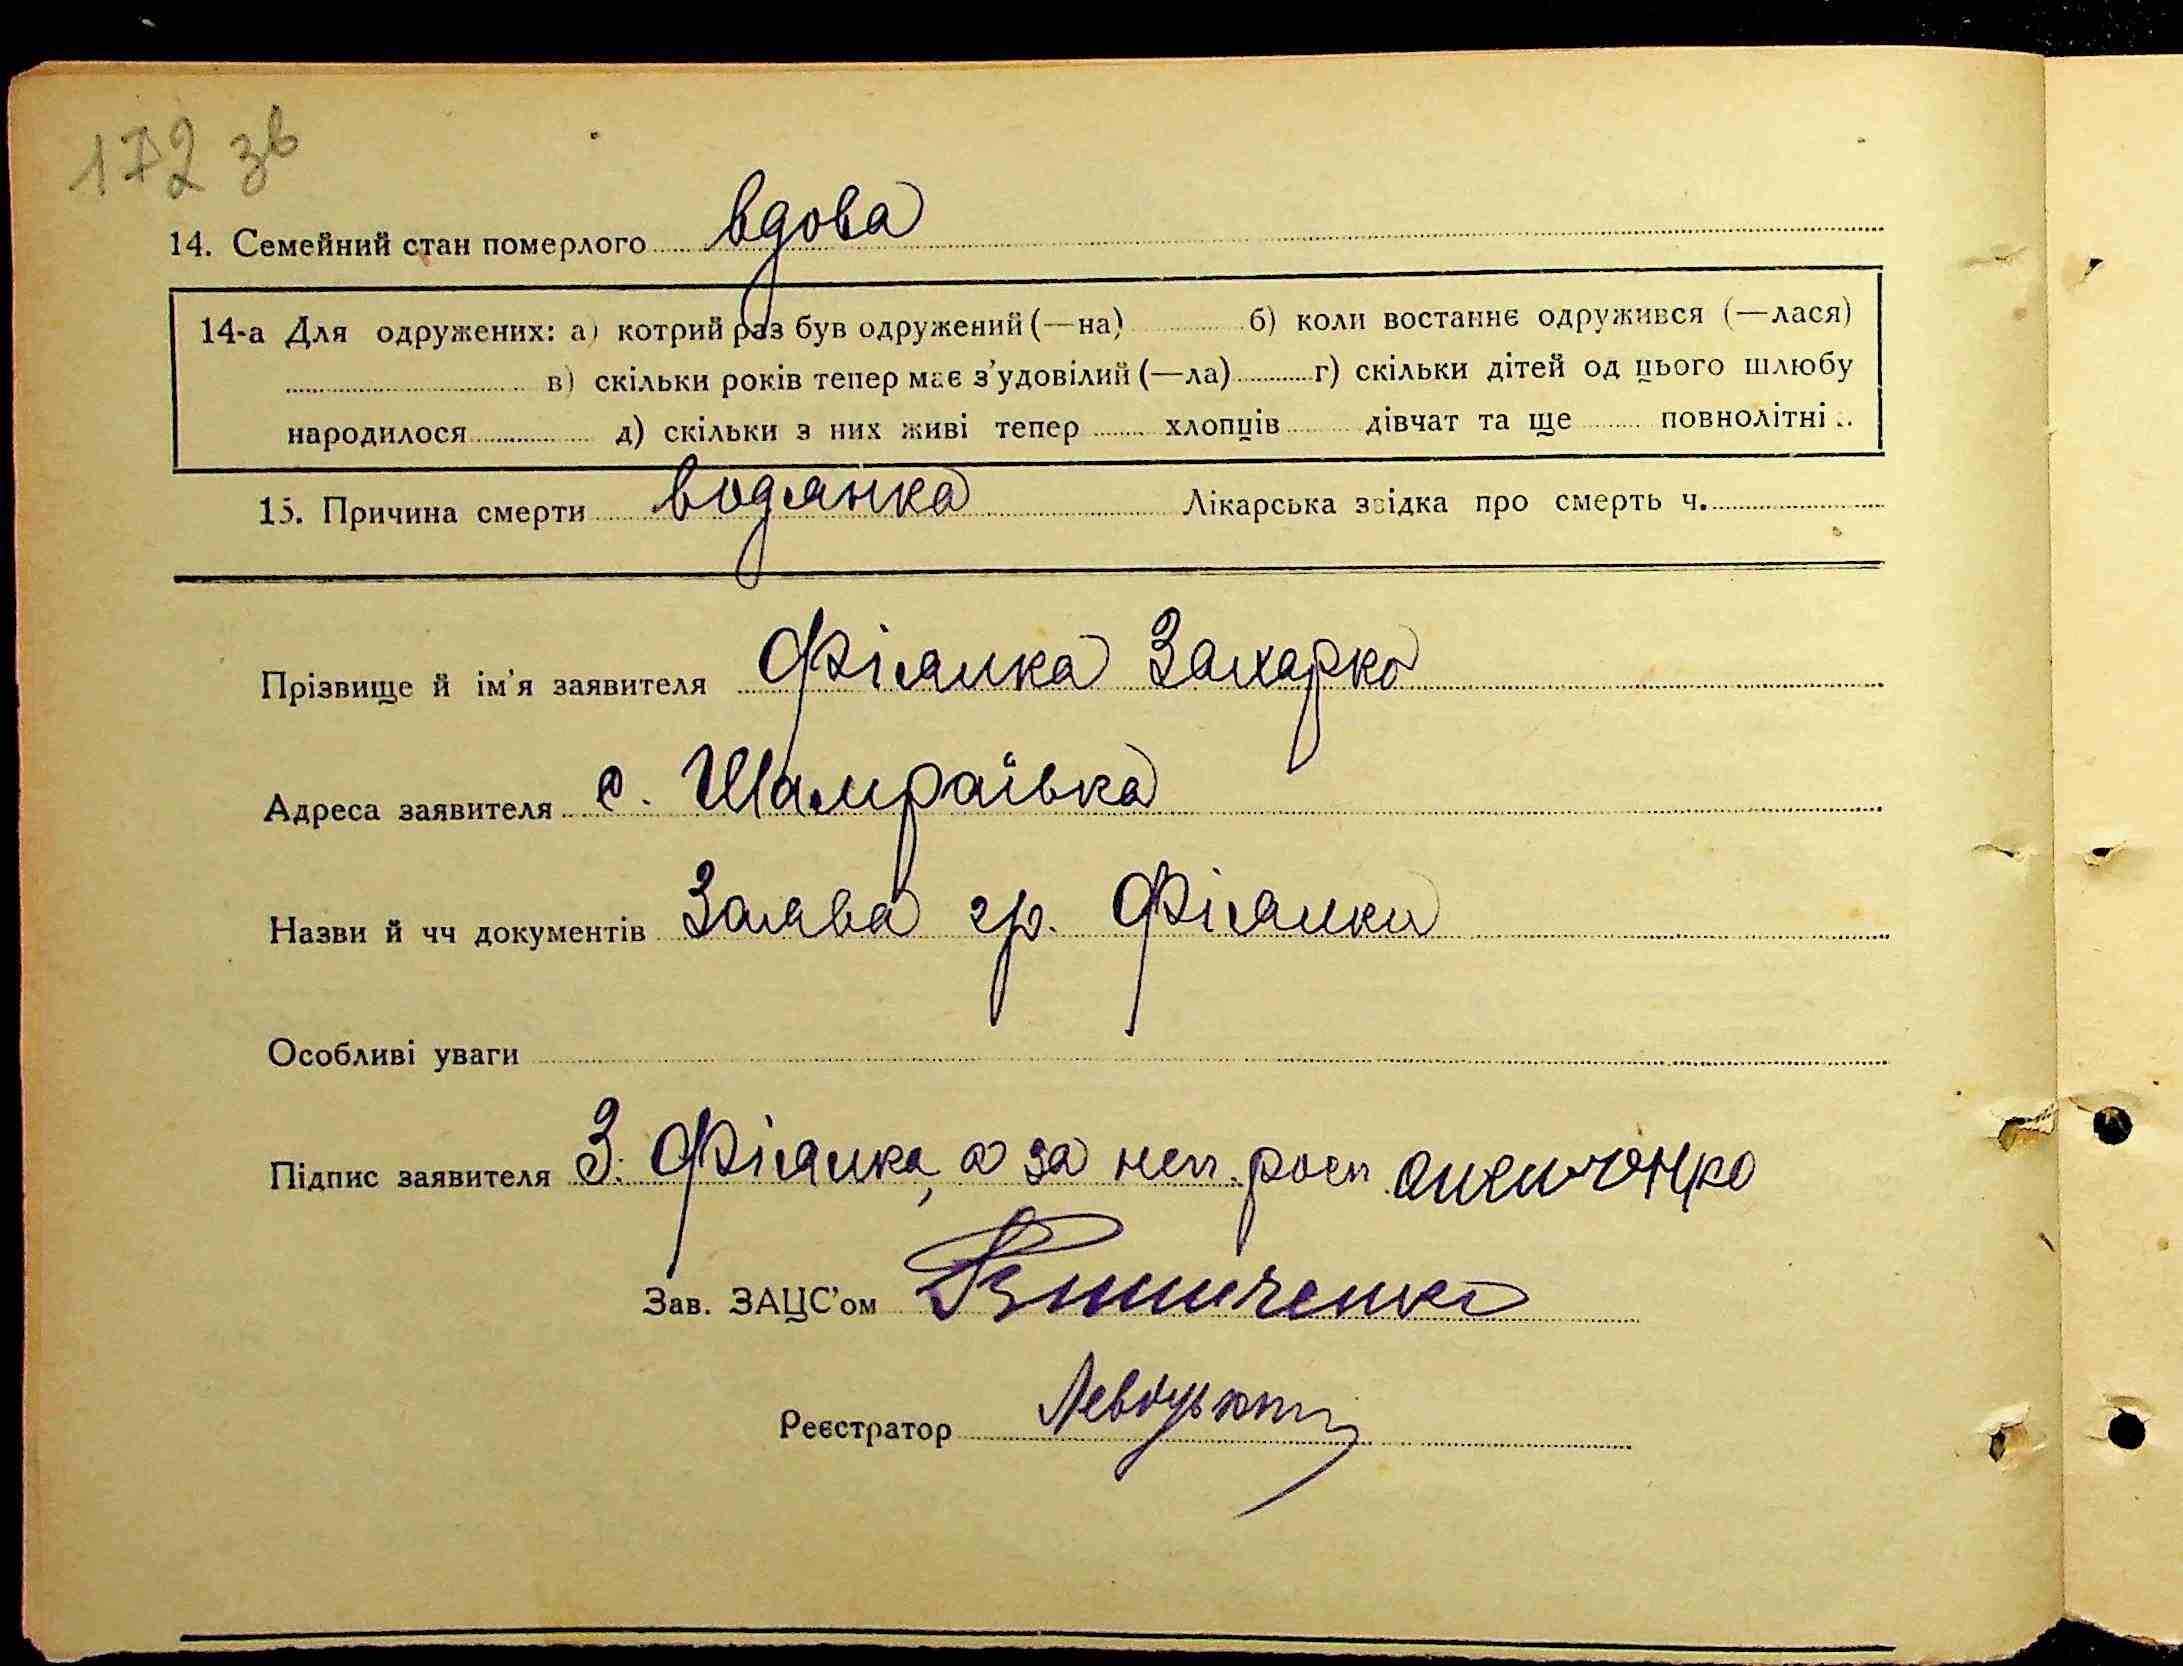 172 зв
14. Семейний стан померлого вдова
14-а Для одружених: а) котрий раз був одружений (—на) б) коли востаннє одружився (—лася)
в) скільки років тепер має з'удовілий (—ла) г) скільки дітей од цього шлюбу
народилося д) скільки з них живі тепер хлопців дівчат та ще повнолітні
15. Причина смерти водянка Лікарська звідка про смерть ч.
Прізвище й ім'я заявителя Фіялка Захарко
Адреса заявителя с. Шамраївка
Назви й чч документів Заява гр. Фіялки
Особливі уваги
Підпис заявителя З. Фіялка, а за неп. росп.
Зав. ЗАЦС'ом
Реєстратор